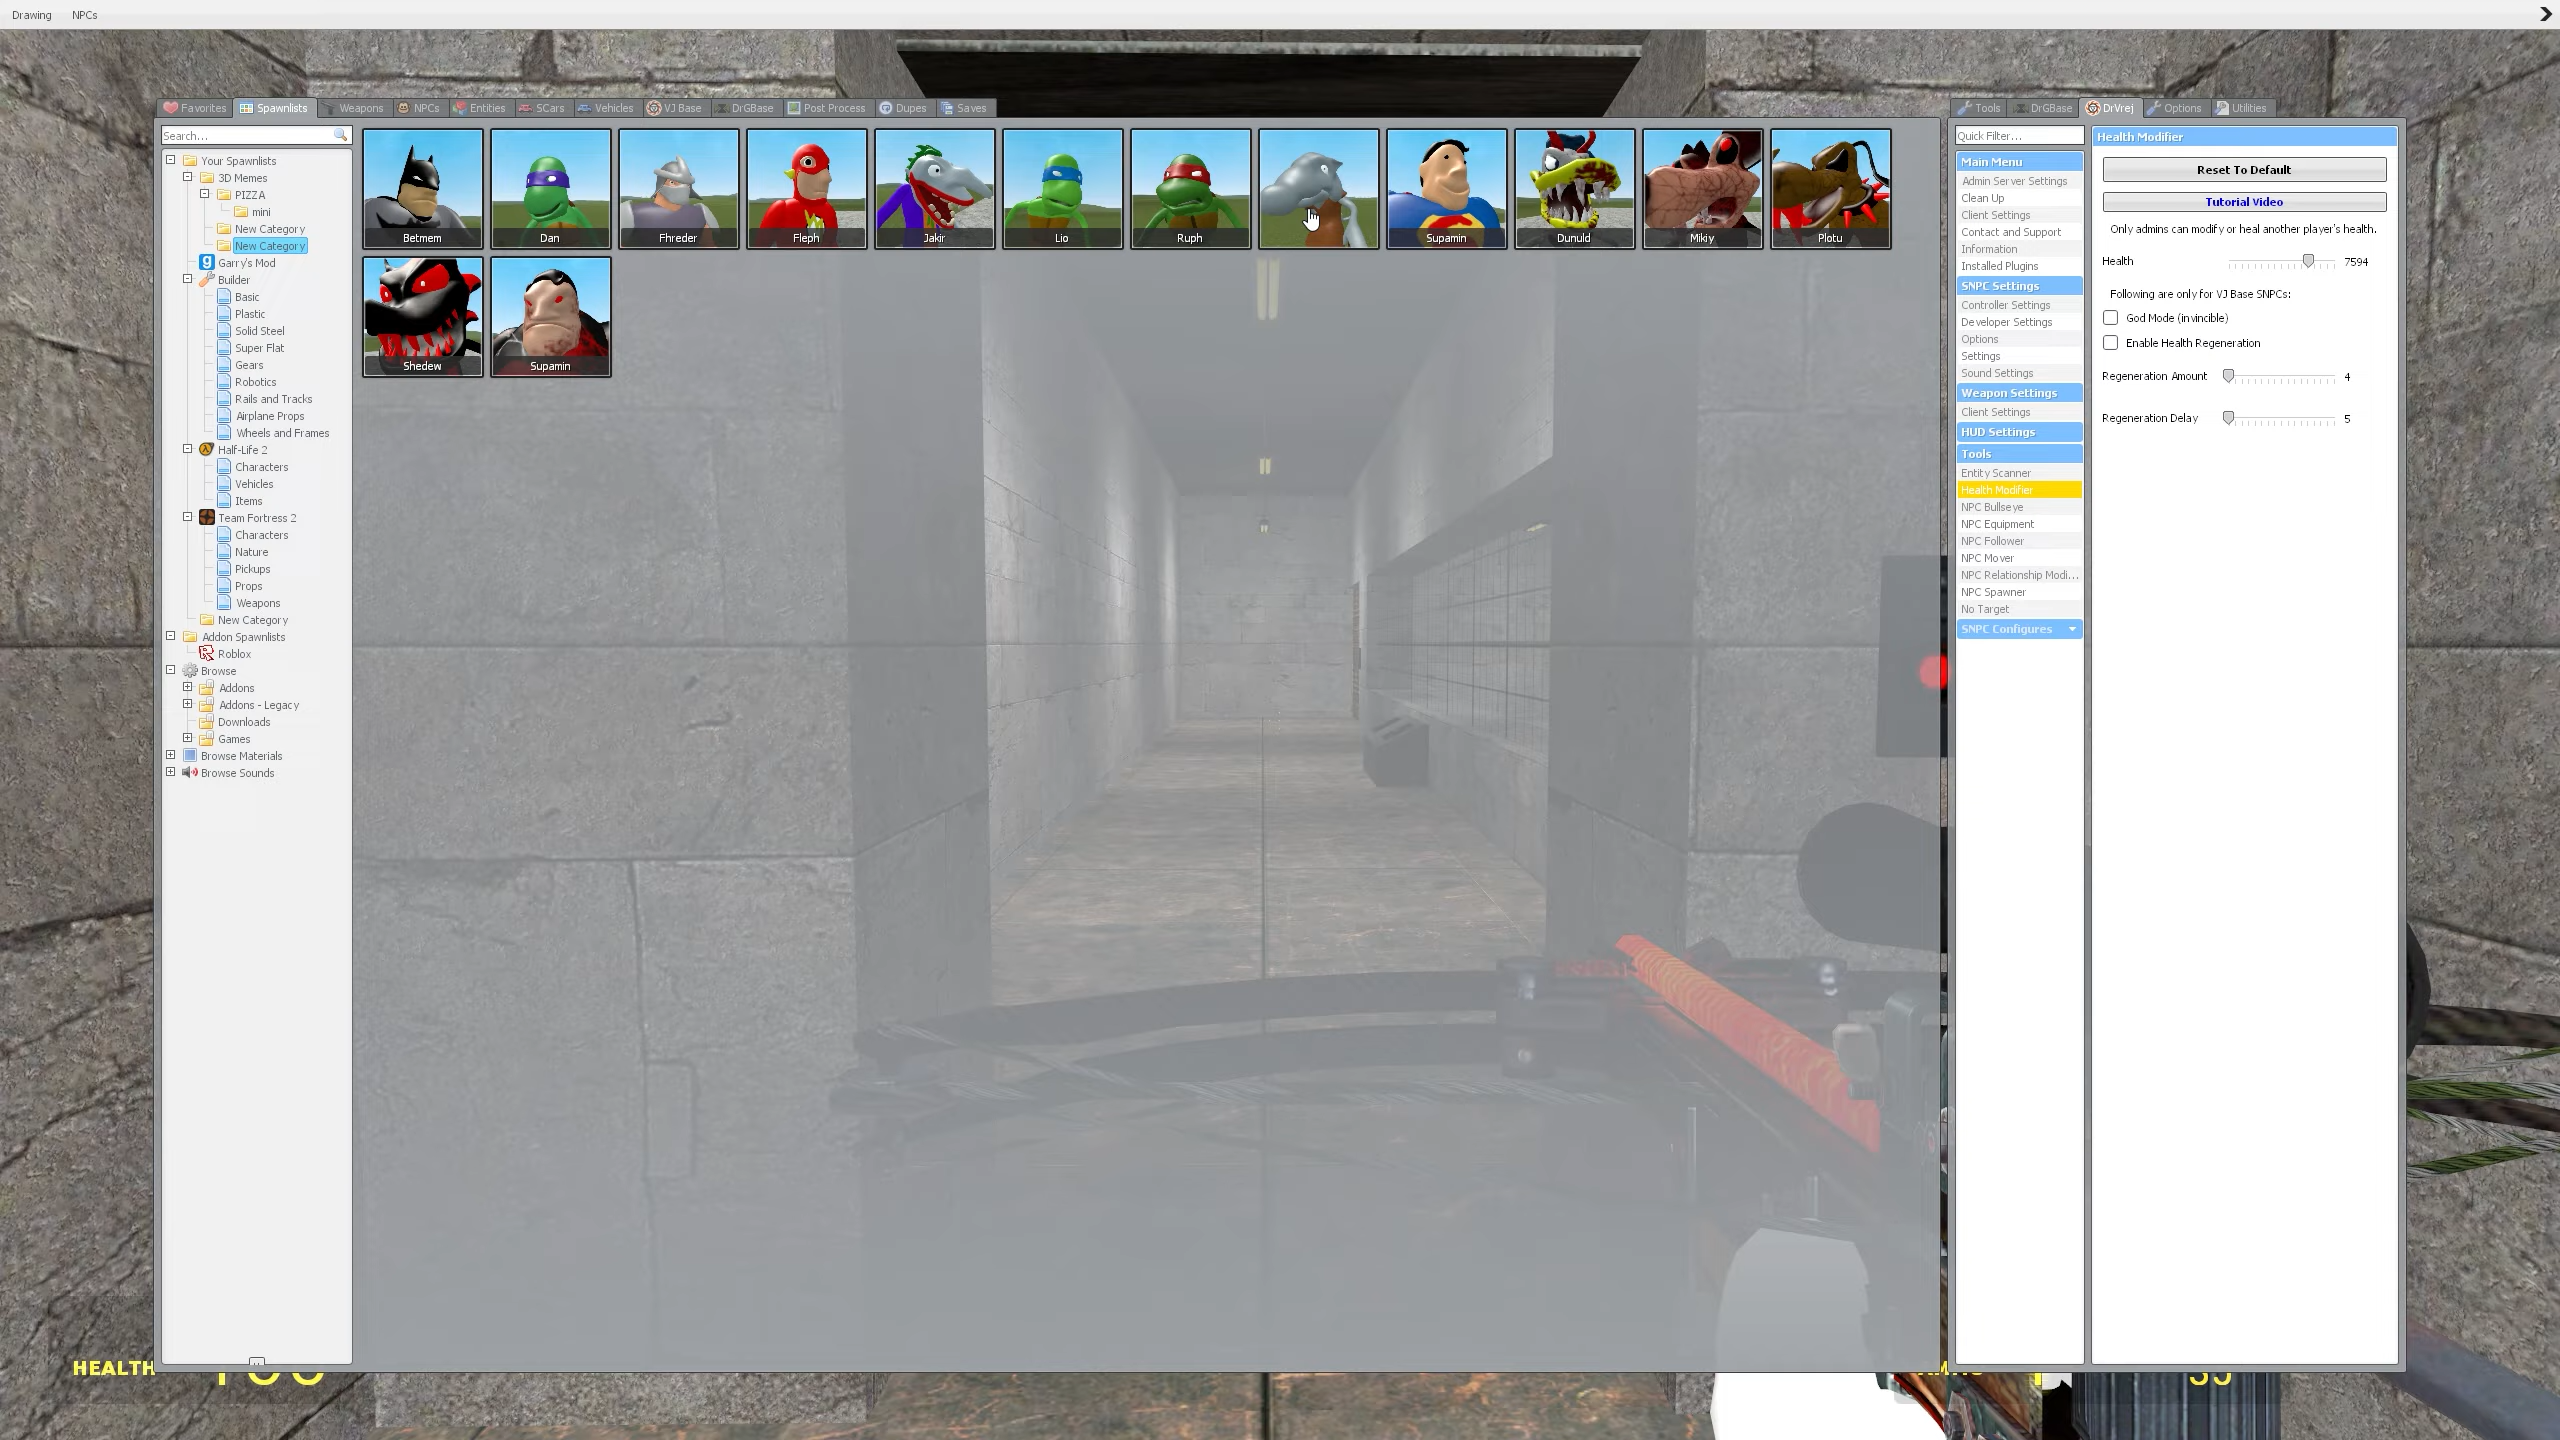 Drawing NPCs
Favorites Spawnlists Weapons NPCs Entities SCars Vehicles VJ Base DrGBase Post Process Dupes Saves
Search...
Your Spawnlists
3D Memes
PIZZA
mini
New Category
New Category
Garry's Mod
Builder
Basic
Plastic
Solid Steel
Super Flat
Gears
Robotics
Rails and Tracks
Airplane Props
Wheels and Frames
Half-Life 2
Characters
Vehicles
Items
Team Fortress 2
Characters
Nature
Pickups
Props
Weapons
New Category
Addon Spawnlists
Roblox
Browse
Addons
Addons - Legacy
Downloads
Games
Browse Materials
Browse Sounds
Betmem Dan Fhreder Fleph Jakir Lio Ruph Supamin Dunuld Mikiy Plotu
Shedew Supamin
Tools DrGBase DrVrej Options Utilities
Quick Filter...
Main Menu
Admin Server Settings
Clean Up
Client Settings
Contact and Support
Information
Installed Plugins
SNPC Settings
Controller Settings
Developer Settings
Options
Settings
Sound Settings
Weapon Settings
Client Settings
HUD Settings
Tools
Entity Scanner
Health Modifier
NPC Bullseye
NPC Equipment
NPC Follower
NPC Mover
NPC Relationship Modi...
NPC Spawner
No Target
SNPC Configures
Health Modifier
Reset To Default
Tutorial Video
Only admins can modify or heal another player's health.
Health 7594
Following are only for VJ Base SNPCs:
God Mode (invincible)
Enable Health Regeneration
Regeneration Amount 4
Regeneration Delay 5
HEALTH